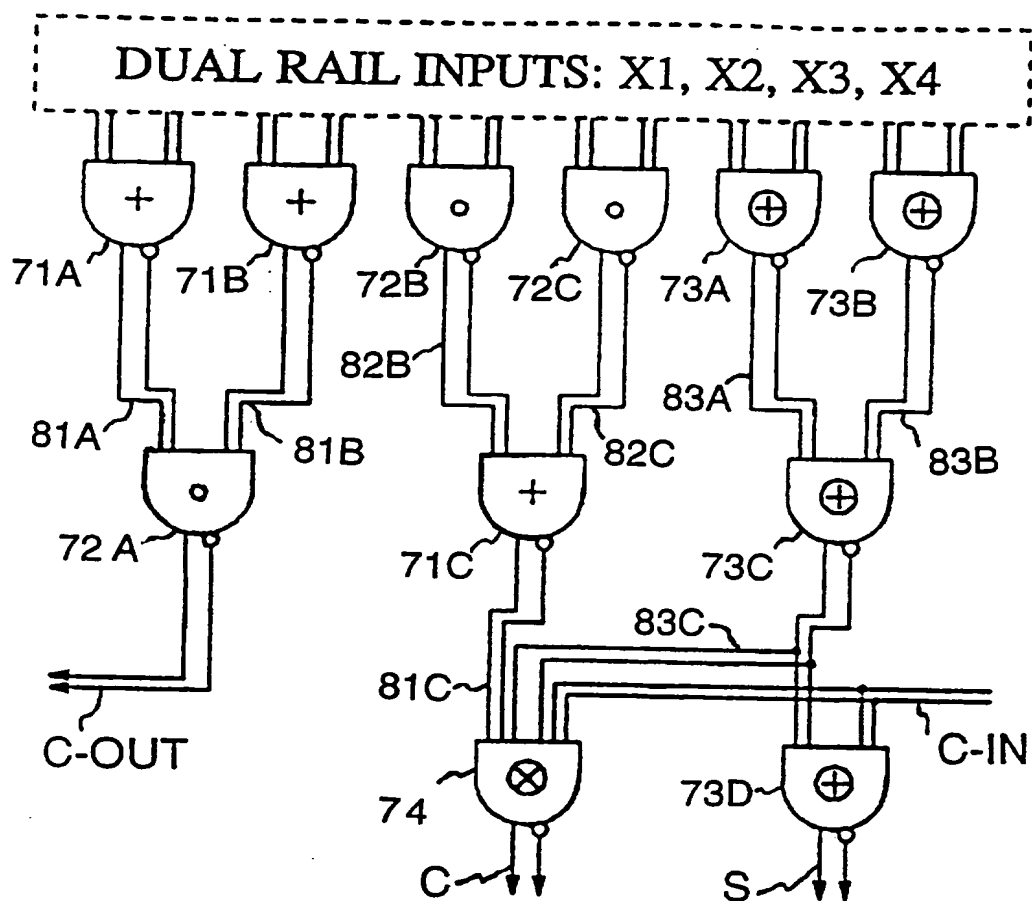 DUAL RAIL INPUTS: X1, X2, X3, X4
71A
71B
72B
72C
73A
73B
81A
81B
82B
82C
83A
83B
72 A
71C
73C
83C
81C
C-OUT
C-IN
74
73D
C
S